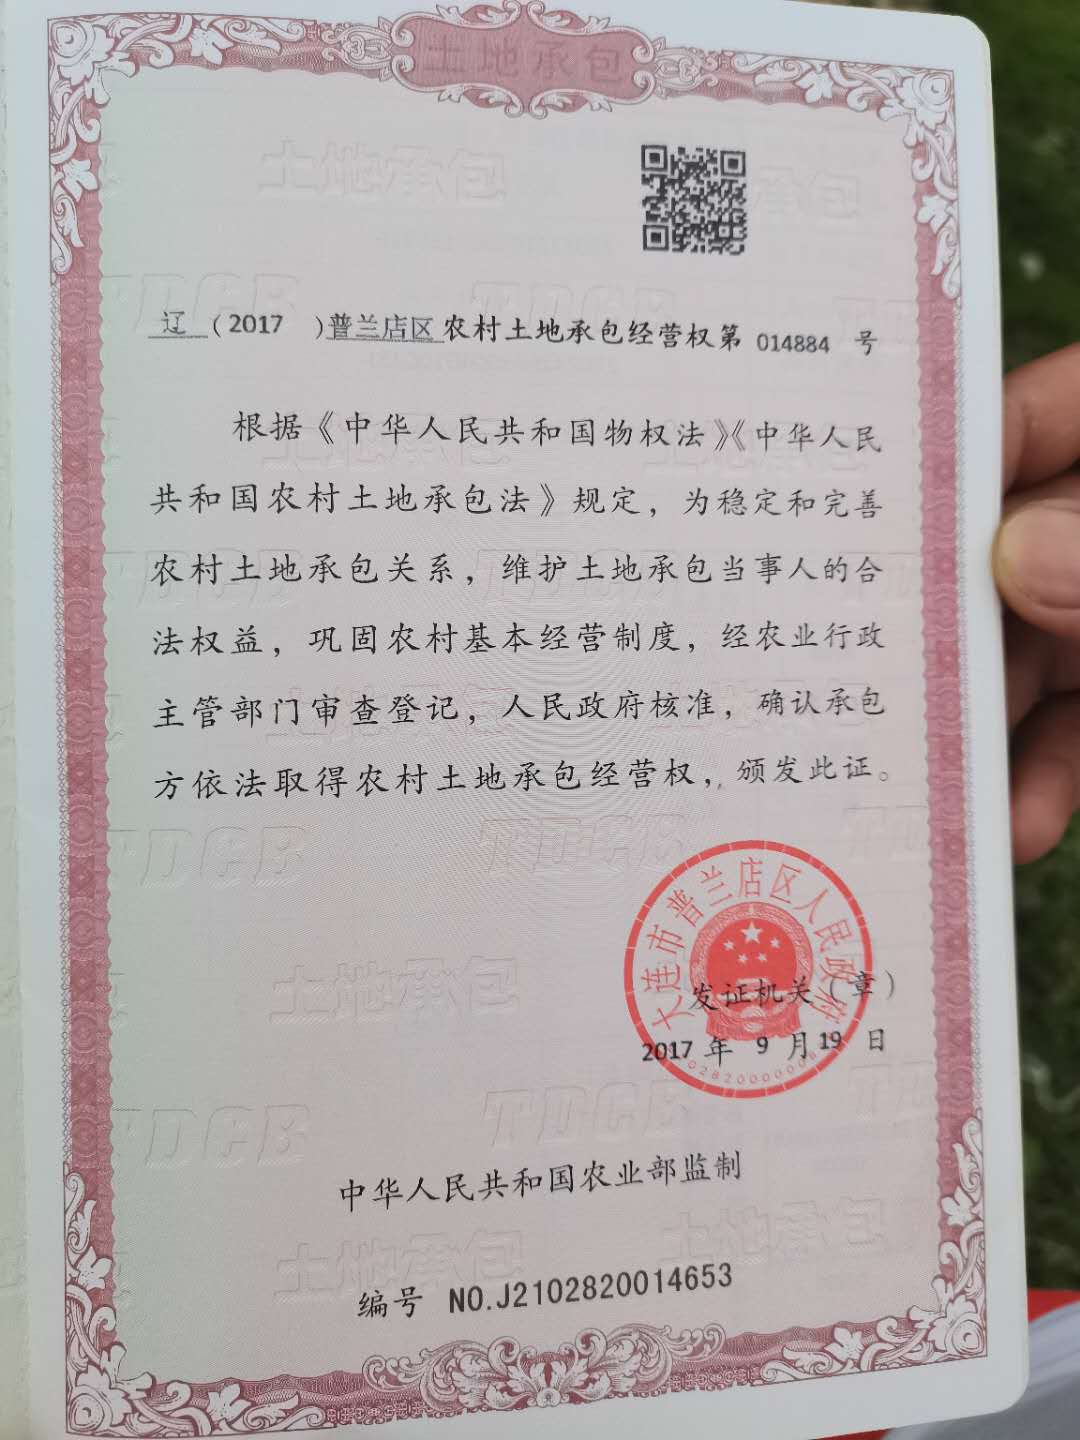 土地承包
辽（2017 ）普兰店区农村土地承包经营权第 014884 号
根据《中华人民共和国物权法》《中华人民
共和国农村土地承包法》规定，为稳定和完善
农村土地承包关系，维护土地承包当事人的合
法权益，巩固农村基本经营制度，经农业行政
主管部门审查登记，人民政府核准，确认承包
方依法取得农村土地承包经营权，颁发此证。
大连市普兰店区人民政府
发证机关（章）
2017 年 9 月 19 日
中华人民共和国农业部监制
编号 NO.J2102820014653